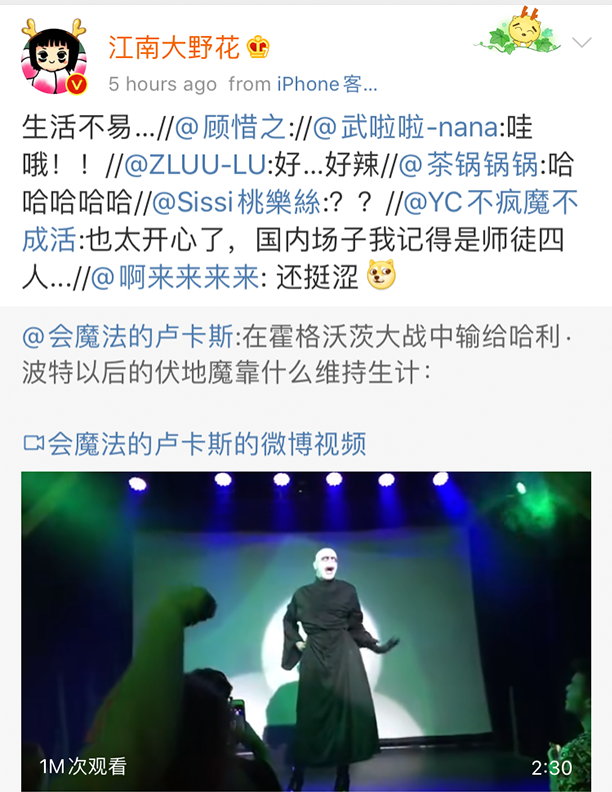 江南大野花
5 hours ago from iPhone客...
生活不易...//@顾惜之://@武啦啦-nana:哇
哦！！//@ZLUU-LU:好...好辣//@茶锅锅锅:哈
哈哈哈哈哈//@Sissi桃樂絲:？？//@YC不疯魔不
成活:也太开心了，国内场子我记得是师徒四
人...//@啊来来来来: 还挺涩
@会魔法的卢卡斯:在霍格沃茨大战中输给哈利·
波特以后的伏地魔靠什么维持生计：
会魔法的卢卡斯的微博视频
1M次观看
2:30